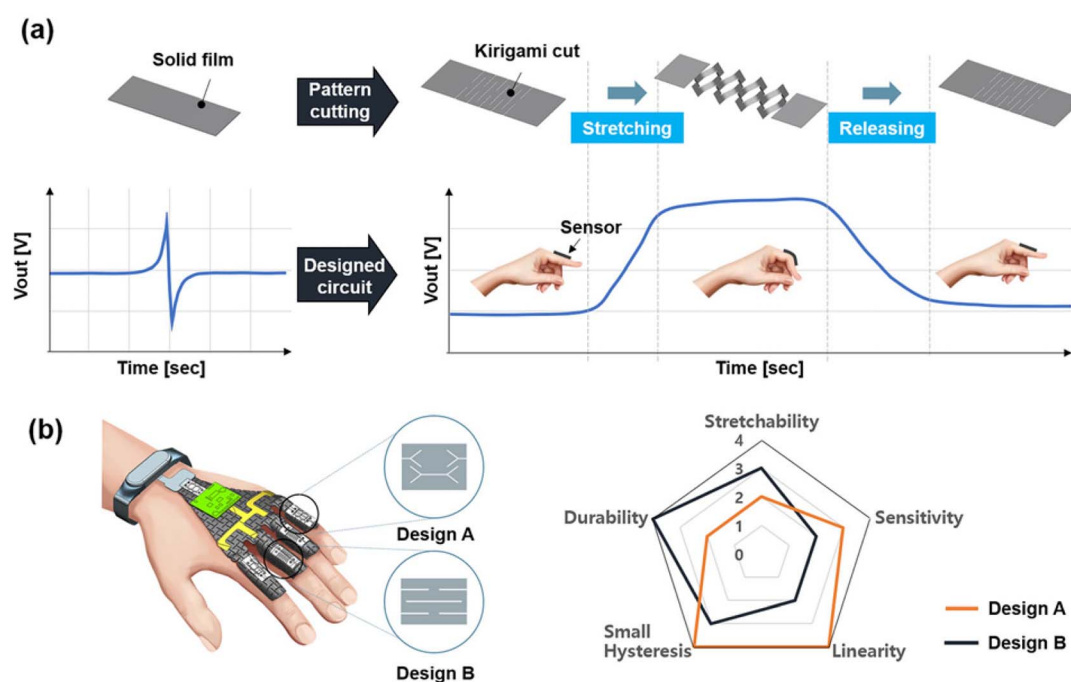 (a)
Solid film
Pattern
cutting
Kirigami cut
Stretching
Releasing
Vout [V]
Time [sec]
Designed
circuit
Vout [V]
Sensor
Time [sec]
(b)
Design A
Design B
Stretchability
4
3
2
1
0
Durability
Sensitivity
Small
Hysteresis
Linearity
Design A
Design B